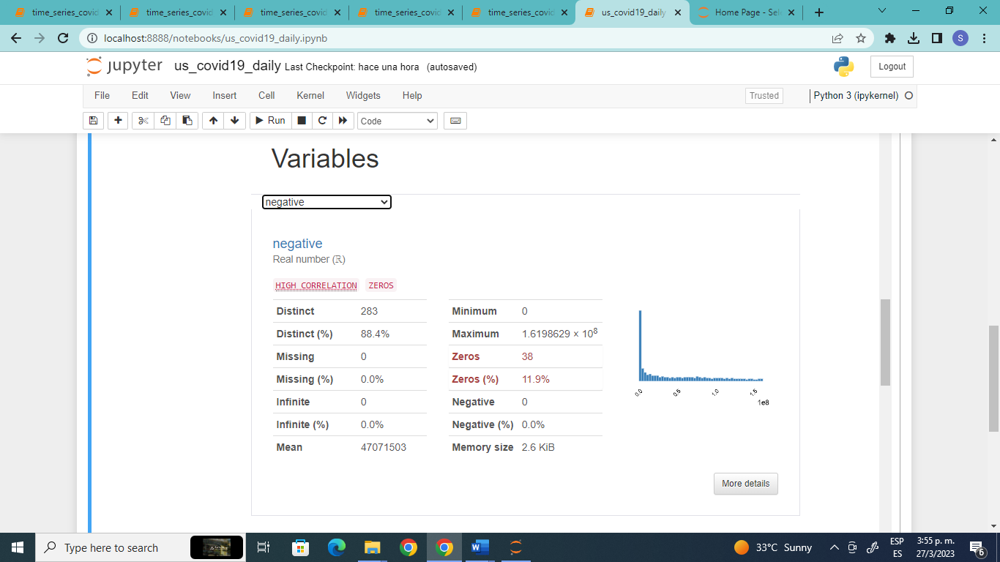 time_series_covid
time_series_covid
time_series_covid
time_series_covid
time_series_covid
us_covid19_daily
Home Page - Sele
localhost:8888/notebooks/us_covid19_daily.ipynb
S
jupyter us_covid19_daily Last Checkpoint: hace una hora (autosaved)
Logout
File Edit View Insert Cell Kernel Widgets Help
Trusted
Python 3 (ipykernel)
Run
Code
Variables
negative
negative
Real number (ℝ)
HIGH CORRELATION ZEROS
Distinct 283
Distinct (%) 88.4%
Missing 0
Missing (%) 0.0%
Infinite 0
Infinite (%) 0.0%
Mean 47071503
Minimum 0
Maximum 1.6198629 × 10⁸
Zeros 38
Zeros (%) 11.9%
Negative 0
Negative (%) 0.0%
Memory size 2.6 KiB
0.0 0.5 1.0 1.5
1e8
More details
Type here to search
33°C Sunny
ESP
ES
3:55 p. m.
27/3/2023
6